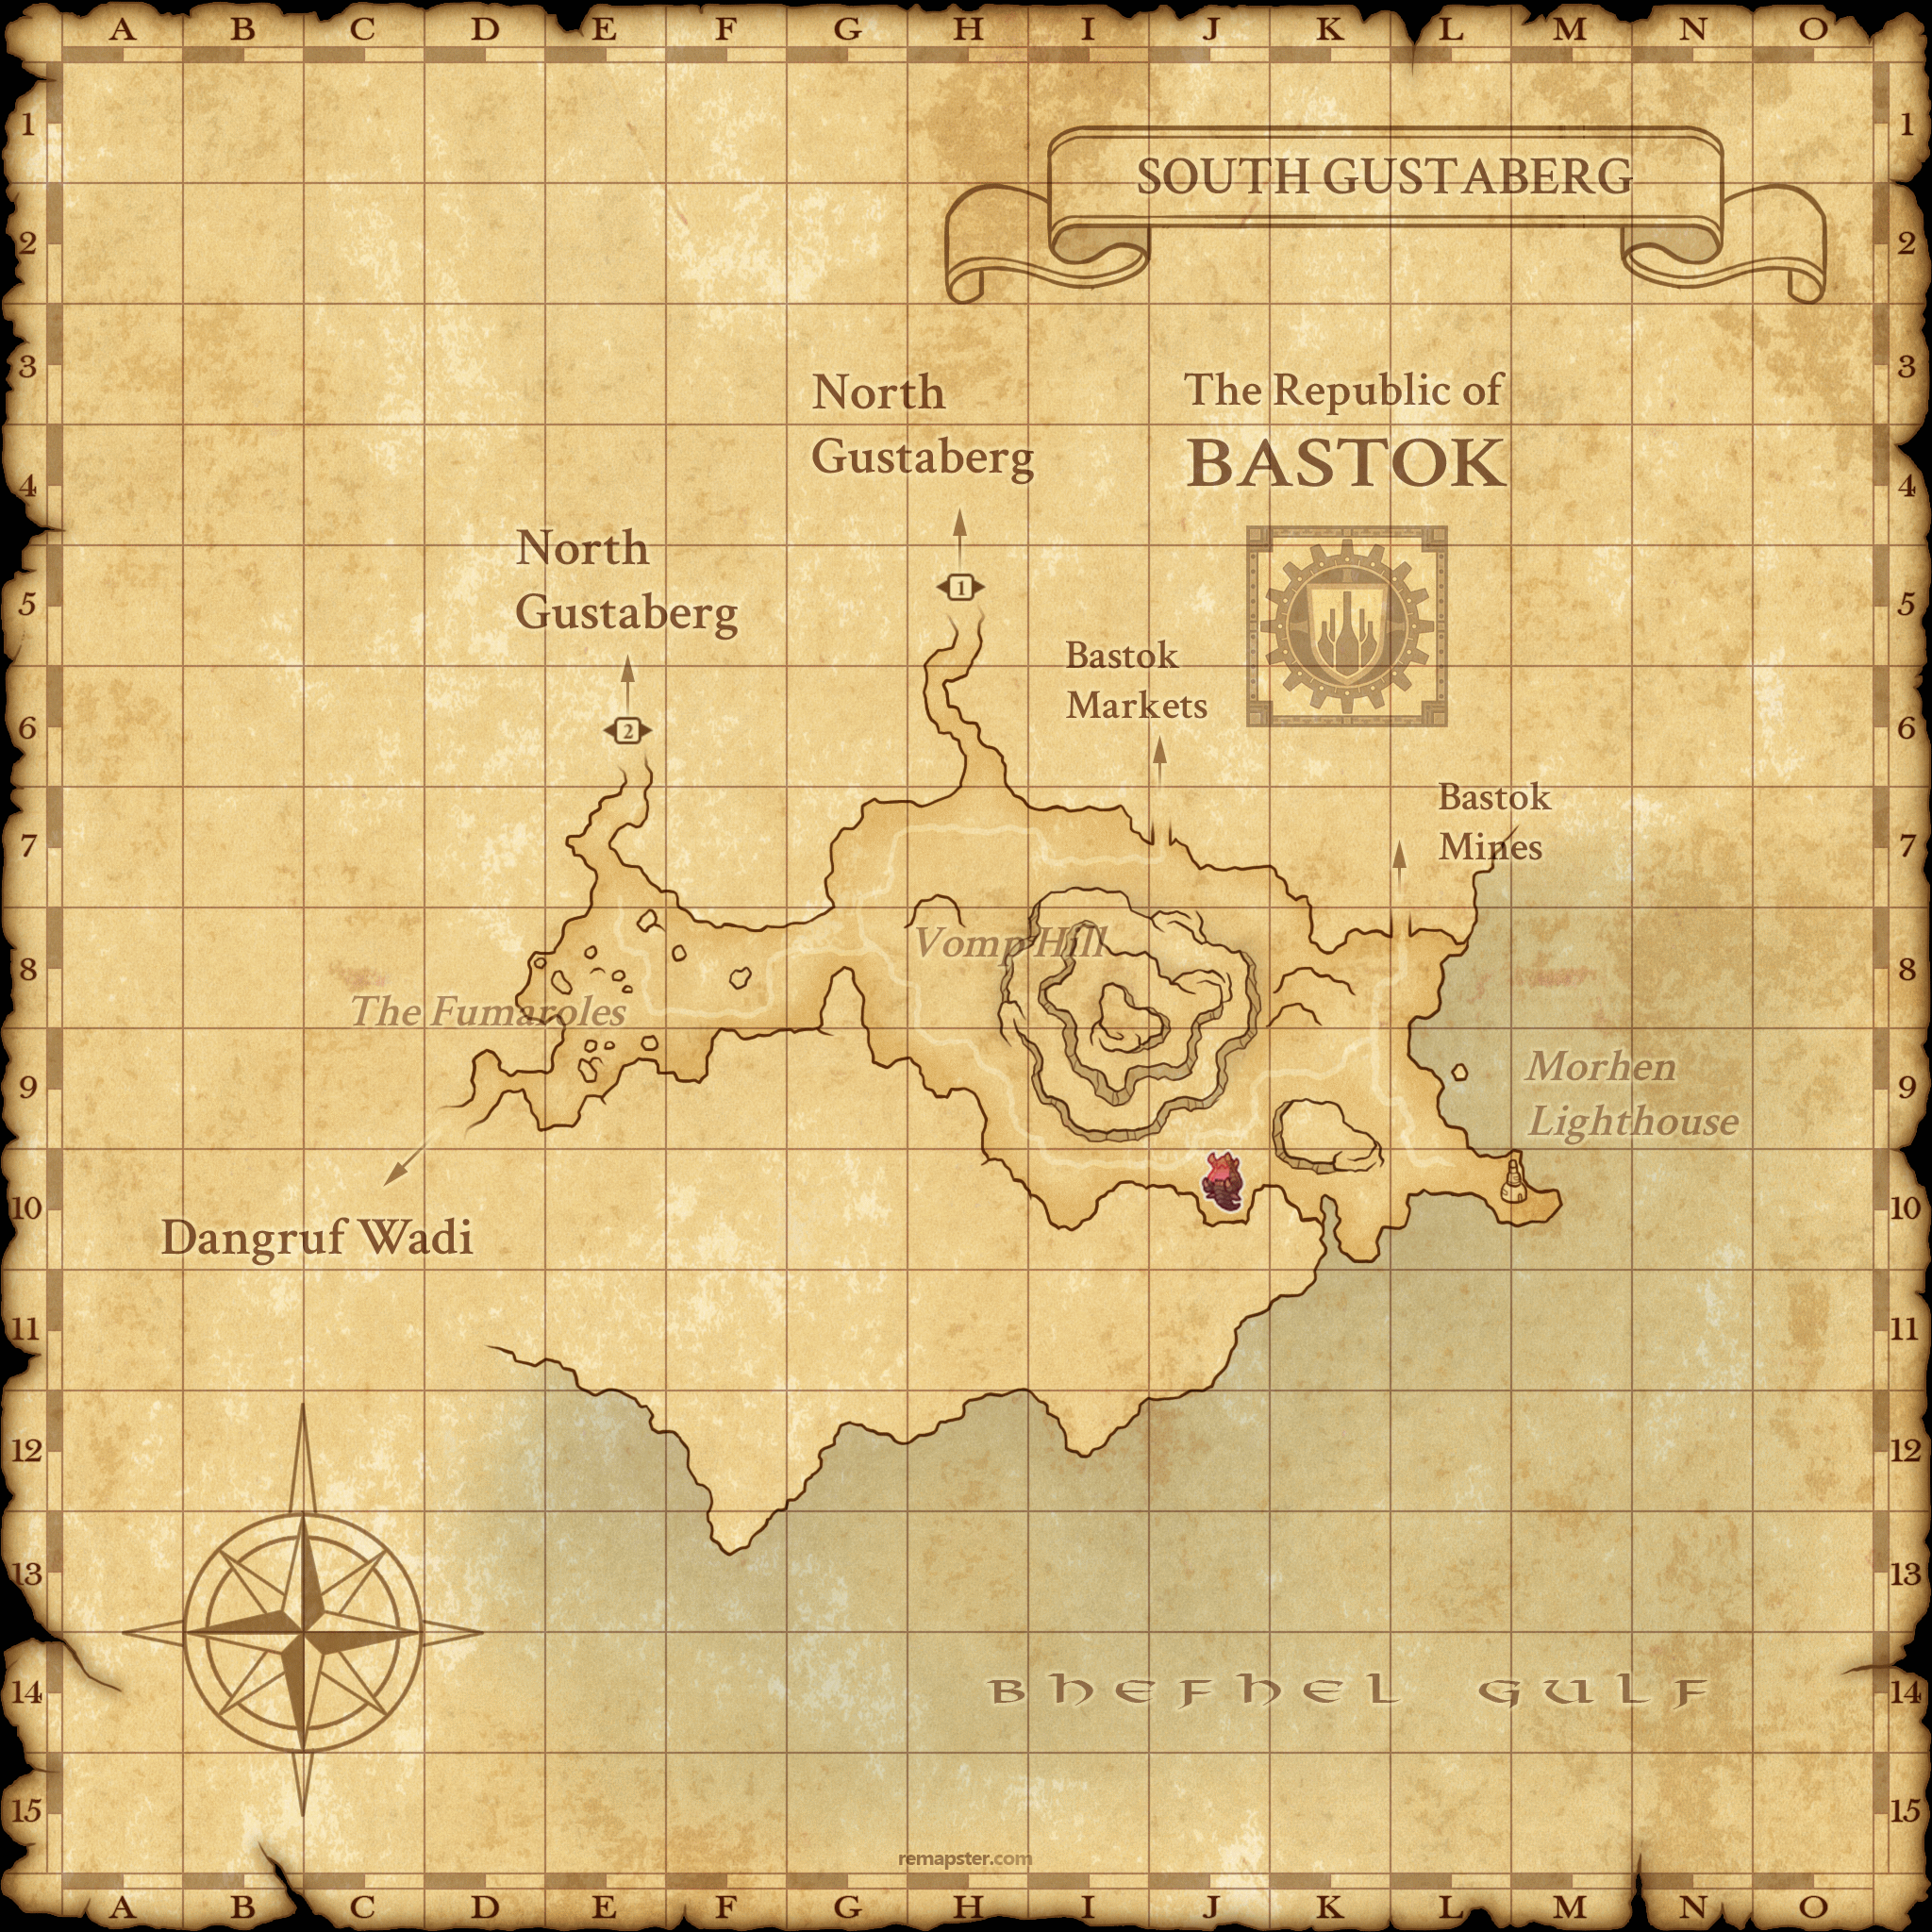 A B C D E F G H I J K L M N O
1 1
SOUTH GUSTABERG
2 2
3 3
North
Gustaberg
The Republic of
BASTOK
4 4
North
Gustaberg
1
5 5
Bastok
Markets
2
6 6
Bastok
Mines
7 7
Vomp Hill
8 8
The Fumaroles
9 9
Morhen
Lighthouse
10 10
Dangruf Wadi
11 11
12 12
13 13
14 14
BHEFHEL GULF
15 15
remapster.com
A B C D E F G H I J K L M N O